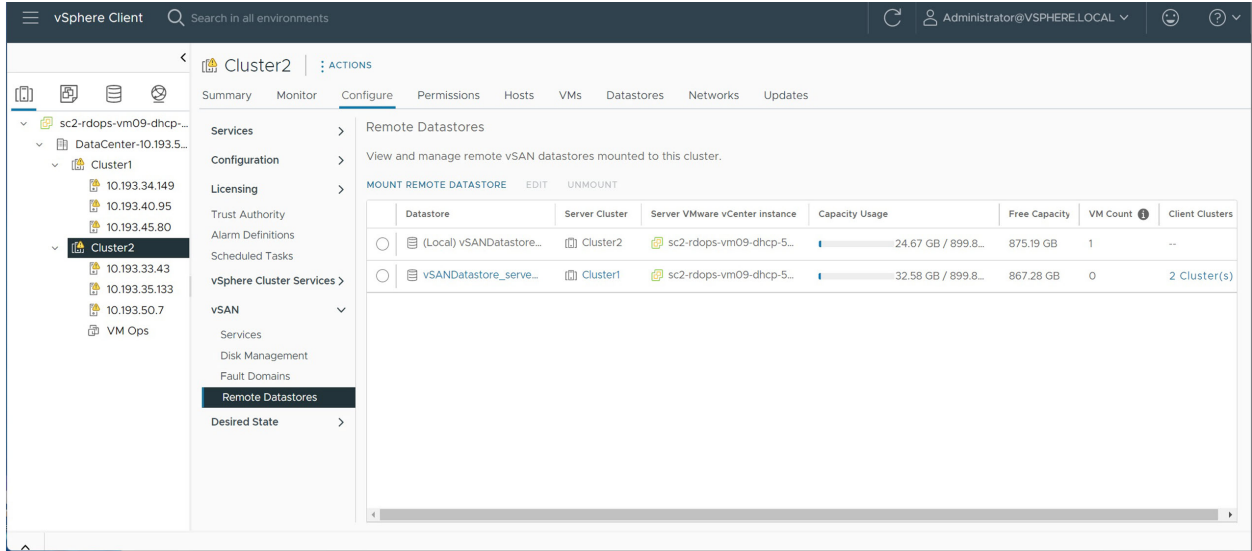 vSphere Client Search in all environments Administrator@VSPHERE.LOCAL
Cluster2 ACTIONS
Summary Monitor Configure Permissions Hosts VMs Datastores Networks Updates
sc2-rdops-vm09-dhcp-...
DataCenter-10.193.5...
Cluster1
10.193.34.149
10.193.40.95
10.193.45.80
Cluster2
10.193.33.43
10.193.35.133
10.193.50.7
VM Ops
Services
Configuration
Licensing
Trust Authority
Alarm Definitions
Scheduled Tasks
vSphere Cluster Services
vSAN
Services
Disk Management
Fault Domains
Remote Datastores
Desired State
Remote Datastores
View and manage remote vSAN datastores mounted to this cluster.
MOUNT REMOTE DATASTORE EDIT UNMOUNT
Datastore Server Cluster Server VMware vCenter instance Capacity Usage Free Capacity VM Count Client Clusters
(Local) vSANDatastore... Cluster2 sc2-rdops-vm09-dhcp-5... 24.67 GB / 899.8... 875.19 GB 1 --
vSANDatastore_serve... Cluster1 sc2-rdops-vm09-dhcp-5... 32.58 GB / 899.8... 867.28 GB 0 2 Cluster(s)